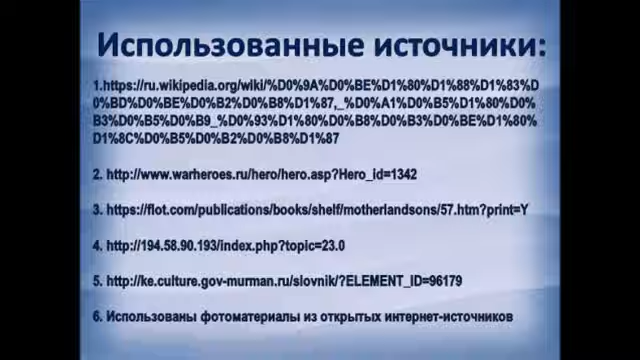 Использованные источники:
1.https://ru.wikipedia.org/wiki/%D0%9A%D0%BE%D1%80%D1%88%D1%83%D
0%BD%D0%BE%D0%B2%D0%B8%D1%87,_%D0%A1%D0%B5%D1%80%D0%
B3%D0%B5%D0%B9_%D0%93%D1%80%D0%B8%D0%B3%D0%BE%D1%80%
D1%8C%D0%B5%D0%B2%D0%B8%D1%87
2. http://www.warheroes.ru/hero/hero.asp?Hero_id=1342
3. https://flot.com/publications/books/shelf/motherlandsons/57.htm?print=Y
4. http://194.58.90.193/index.php?topic=23.0
5. http://ke.culture.gov-murman.ru/slovnik/?ELEMENT_ID=96179
6. Использованы фотоматериалы из открытых интернет-источников